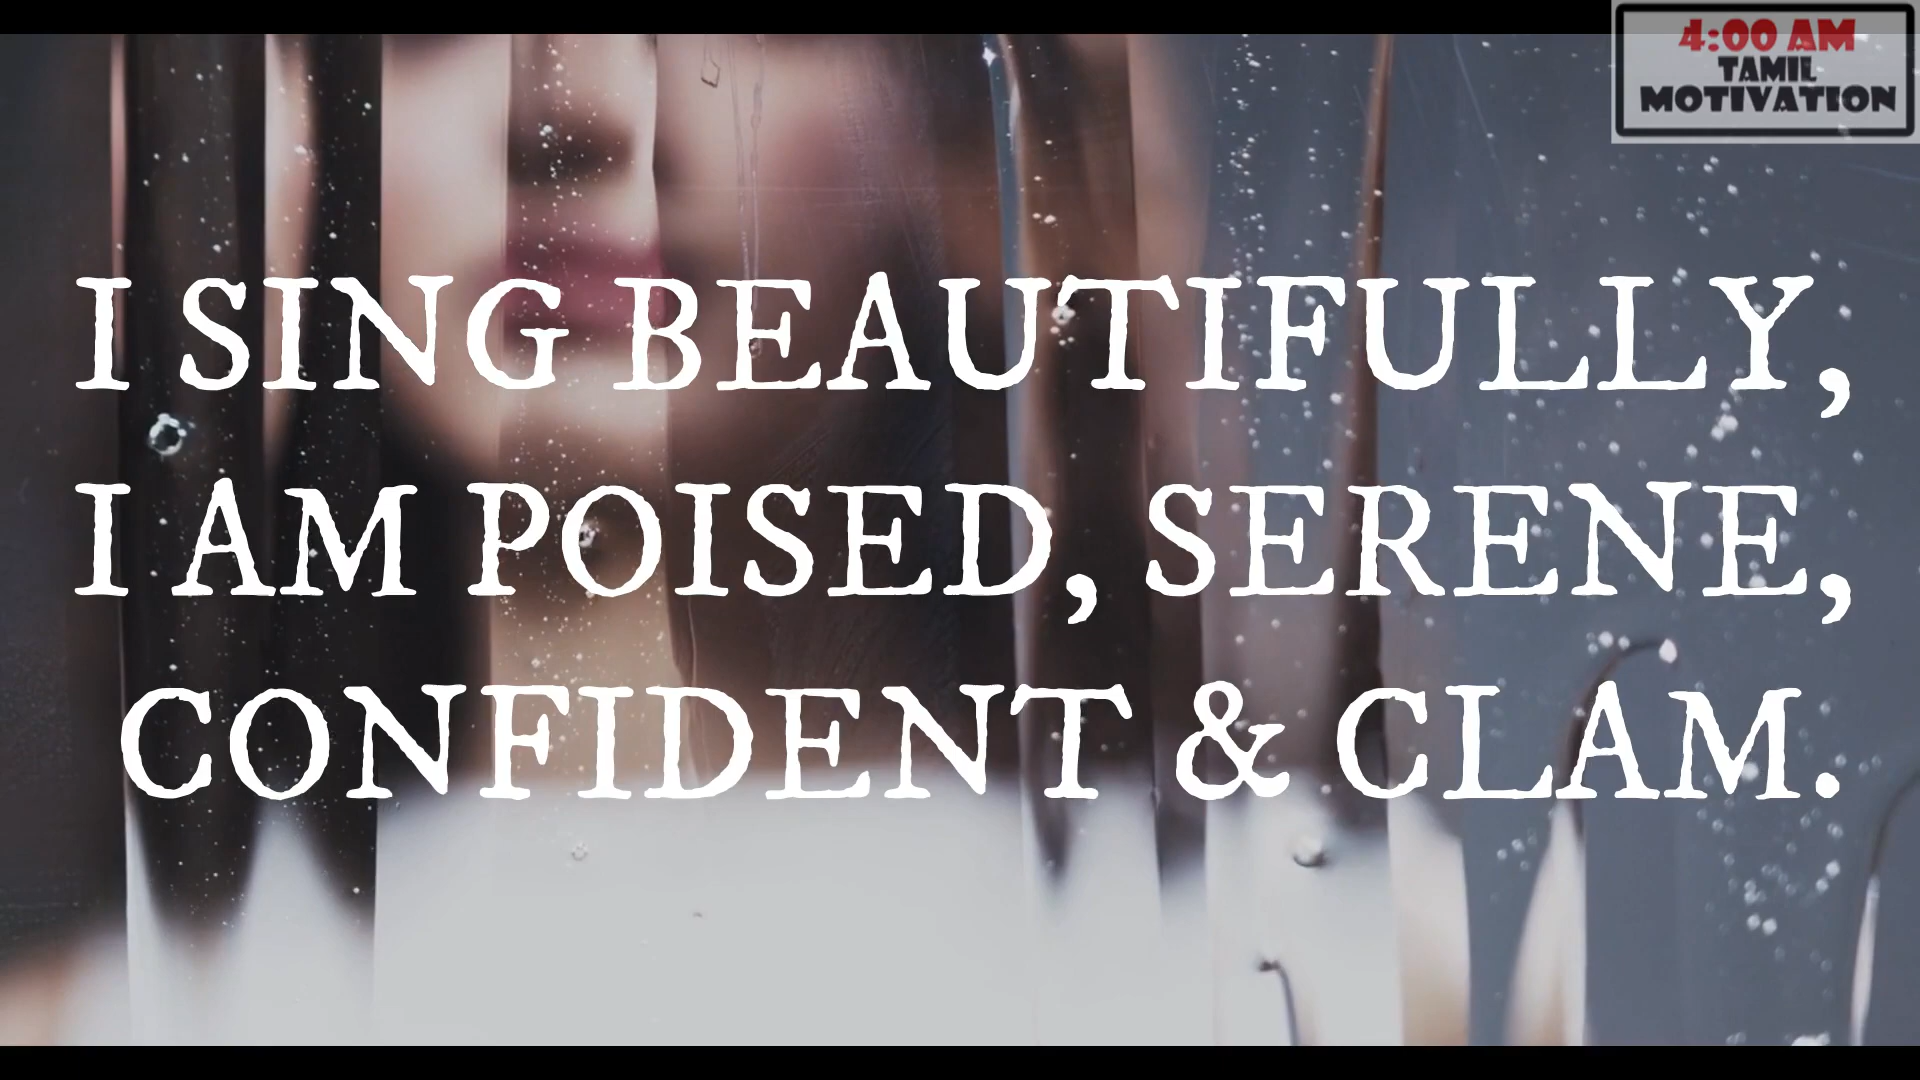 4:00 AM
TAMIL
MOTIVATION
I SING BEAUTIFULLY,
I AM POISED, SERENE,
CONFIDENT & CLAM.